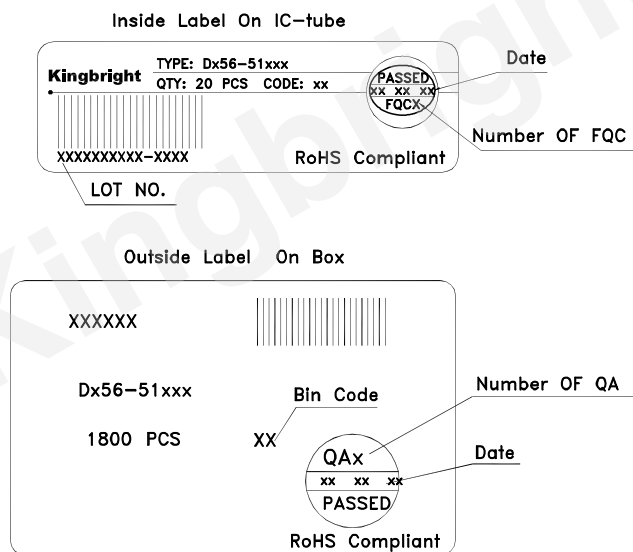 Inside Label On IC-tube
Kingbright
TYPE: Dx56-51xxx
QTY: 20 PCS CODE: xx
PASSED
xx xx xx
FQCX
Date
Number OF FQC
XXXXXXXXXX-XXXX
RoHS Compliant
LOT NO.
Outside Label On Box
XXXXXX
Dx56-51xxx
Bin Code
Number OF QA
1800 PCS
XX
QAx
Date
xx xx xx
PASSED
RoHS Compliant
Kingbright